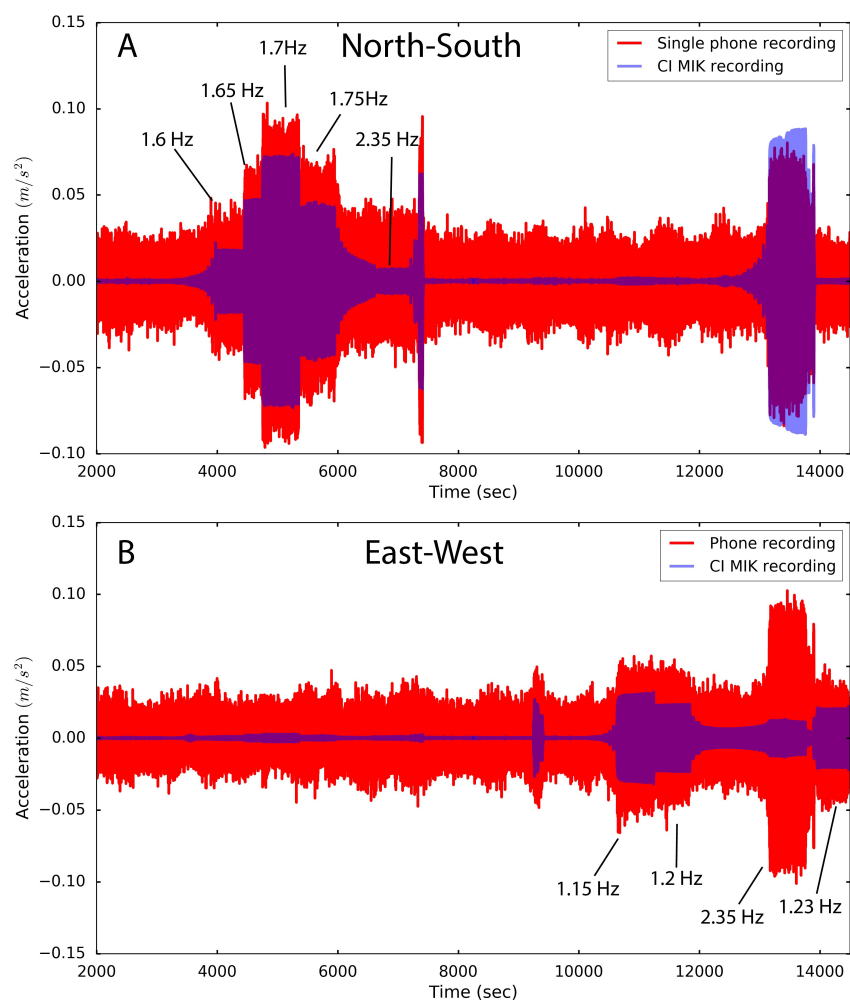 A
North-South
Single phone recording
CI MIK recording
1.7Hz
1.65 Hz
1.75Hz
1.6 Hz
2.35 Hz
Acceleration (m/s²)
0.15
0.10
0.05
0.00
−0.05
−0.10
2000 4000 6000 8000 10000 12000 14000
Time (sec)
B
East-West
Phone recording
CI MIK recording
Acceleration (m/s²)
0.15
0.10
0.05
0.00
−0.05
−0.10
−0.15
1.15 Hz
1.2 Hz
2.35 Hz
1.23 Hz
2000 4000 6000 8000 10000 12000 14000
Time (sec)